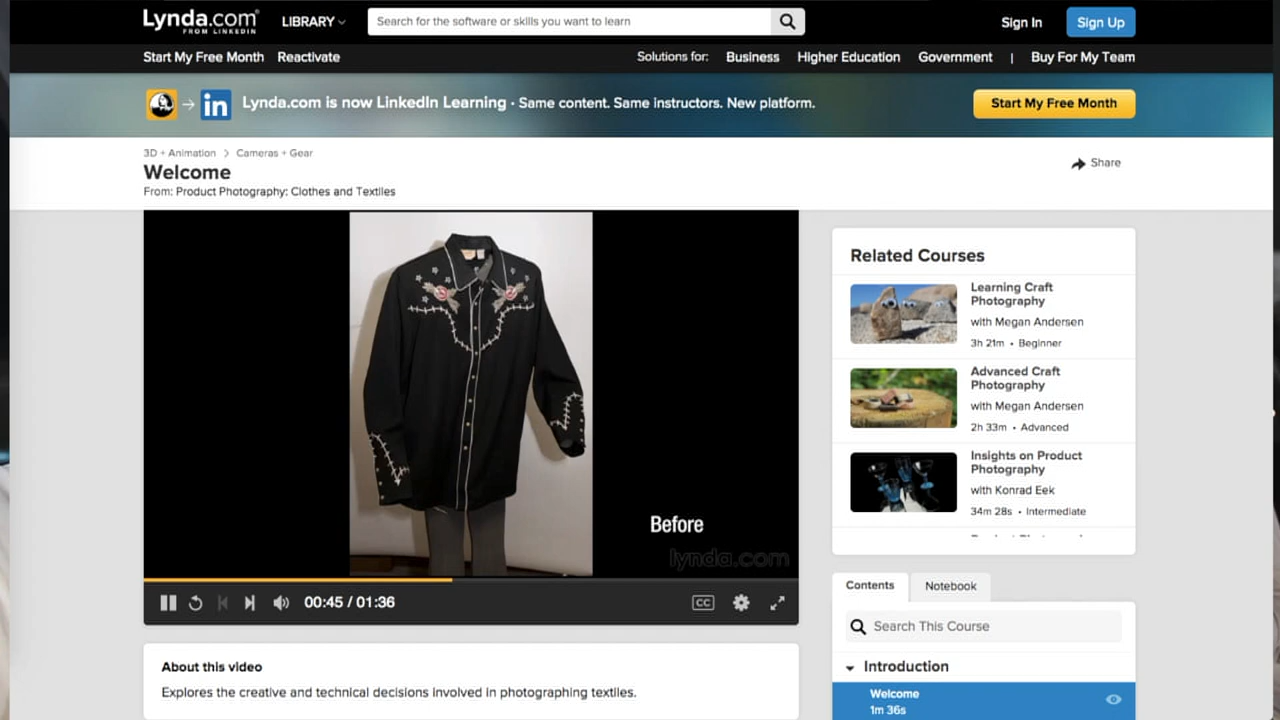 Lynda.com
FROM LINKEDIN
LIBRARY
Search for the software or skills you want to learn
Sign In
Sign Up
Start My Free Month
Reactivate
Solutions for:
Business
Higher Education
Government
|
Buy For My Team
in
Lynda.com is now LinkedIn Learning · Same content. Same instructors. New platform.
Start My Free Month
3D + Animation > Cameras + Gear
Welcome
From: Product Photography: Clothes and Textiles
Share
Before
lynda.com
00:45 / 01:36
CC
About this video
Explores the creative and technical decisions involved in photographing textiles.
Related Courses
Learning Craft
Photography
with Megan Andersen
3h 21m • Beginner
Advanced Craft
Photography
with Megan Andersen
2h 33m • Advanced
Insights on Product
Photography
with Konrad Eek
34m 28s • Intermediate
Contents
Notebook
Search This Course
Introduction
Welcome
1m 36s